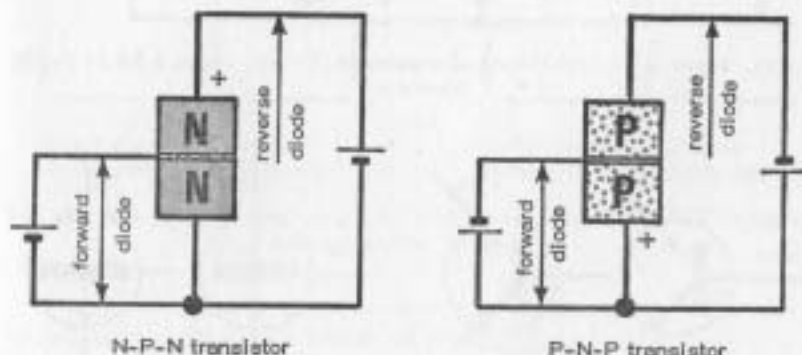 +
N
N
forward
diode
reverse
diode
N-P-N transistor
P
P
+
forward
diode
reverse
diode
P-N-P transistor